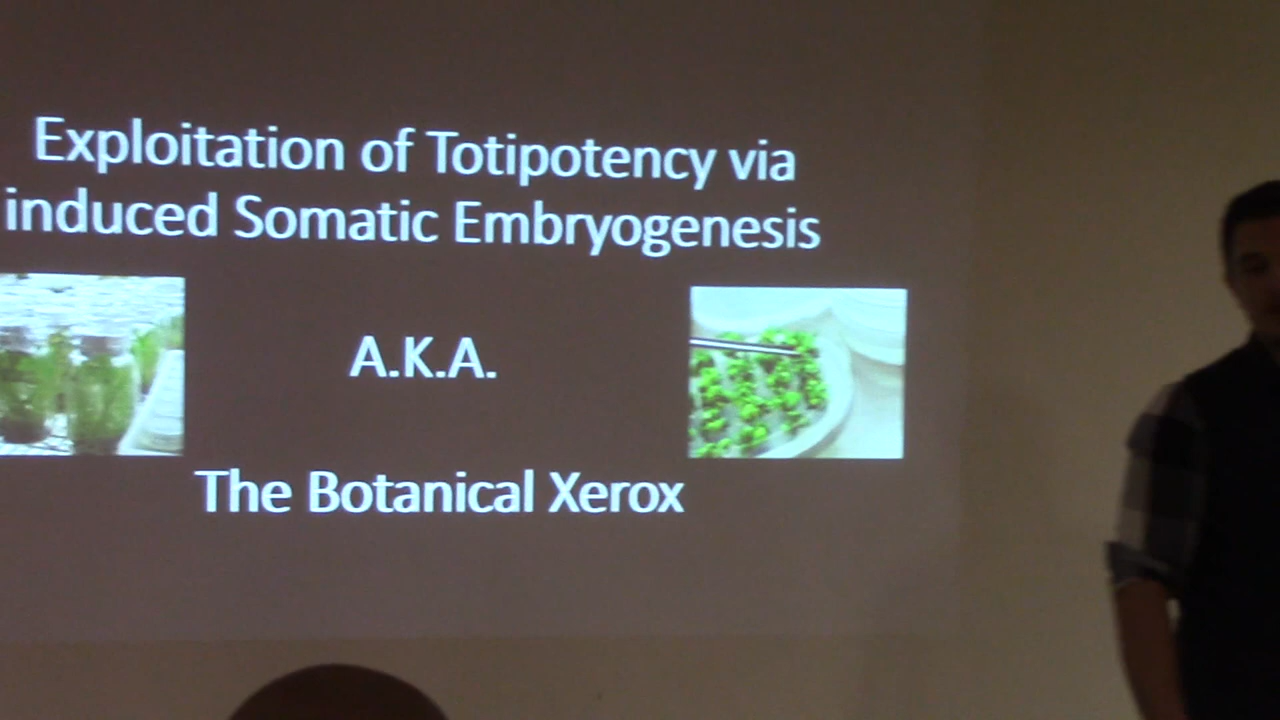 Exploitation of Totipotency via
induced Somatic Embryogenesis
A.K.A.
The Botanical Xerox